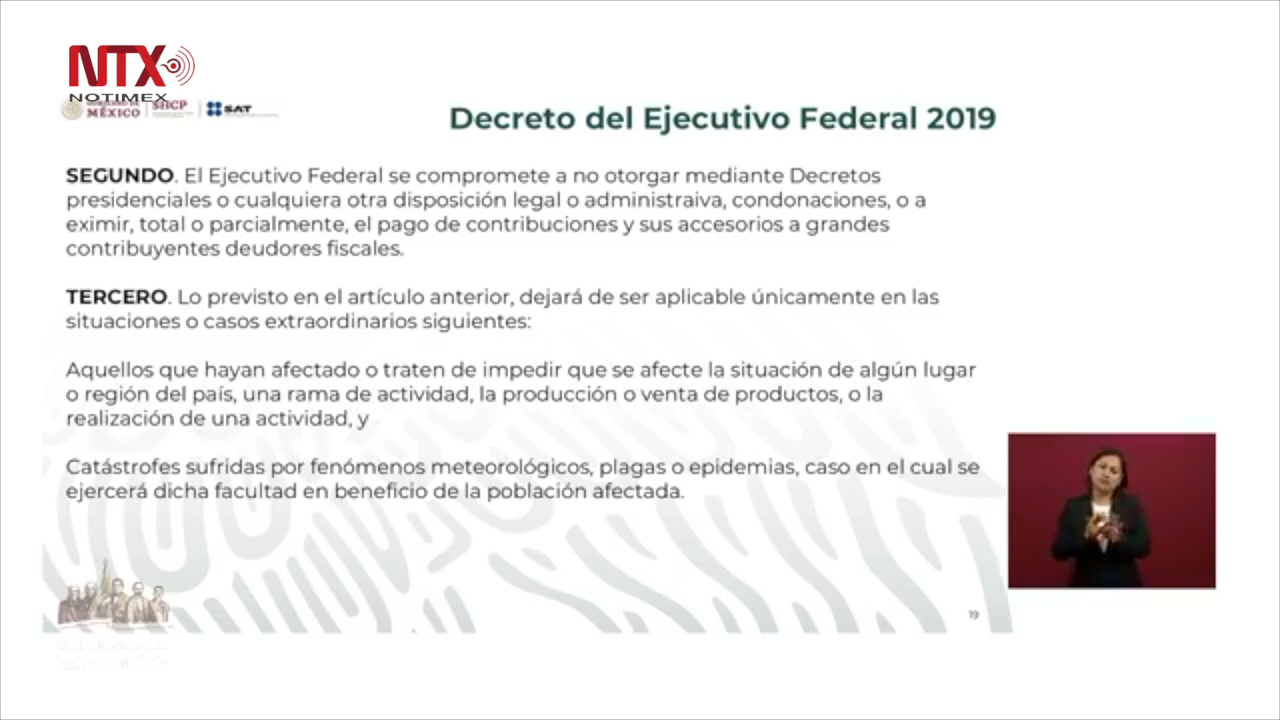 NTX
NOTIMEX
MÉXICO
SHCP
SAT
Decreto del Ejecutivo Federal 2019
SEGUNDO. El Ejecutivo Federal se compromete a no otorgar mediante Decretos
presidenciales o cualquiera otra disposición legal o administraiva, condonaciones, o a
eximir, total o parcialmente, el pago de contribuciones y sus accesorios a grandes
contribuyentes deudores fiscales.
TERCERO. Lo previsto en el artículo anterior, dejará de ser aplicable únicamente en las
situaciones o casos extraordinarios siguientes:
Aquellos que hayan afectado o traten de impedir que se afecte la situación de algún lugar
o región del país, una rama de actividad, la producción o venta de productos, o la
realización de una actividad, y
Catástrofes sufridas por fenómenos meteorológicos, plagas o epidemias, caso en el cual se
ejercerá dicha facultad en beneficio de la población afectada.
19